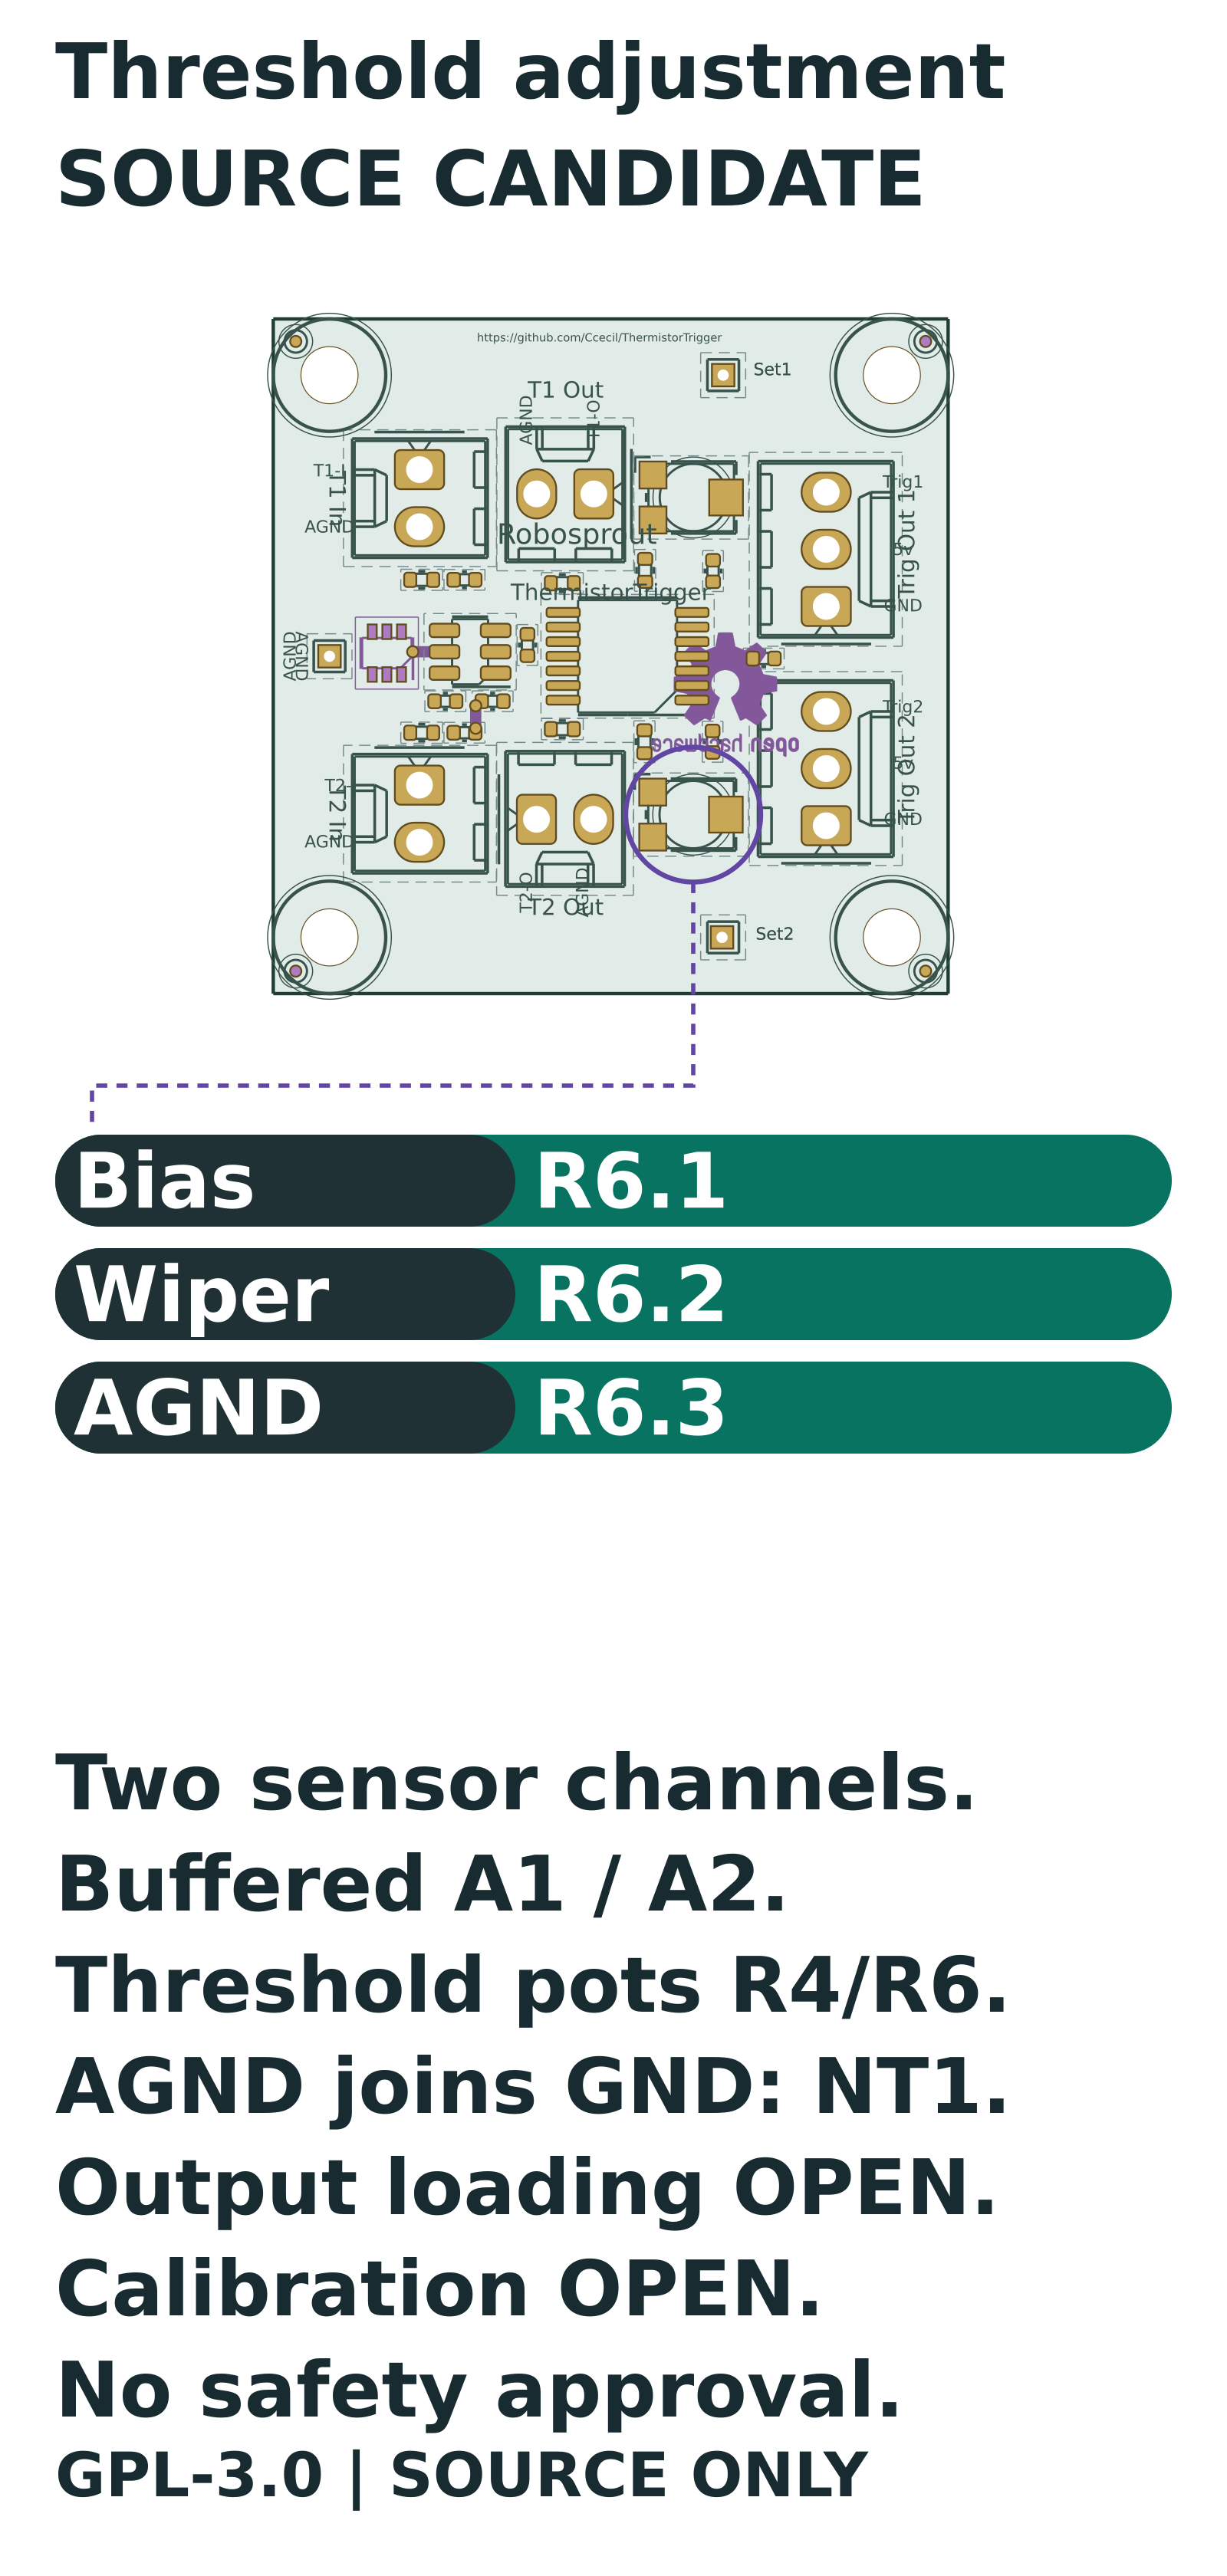 Threshold adjustment
SOURCE CANDIDATE
https://github.com/Ccecil/ThermistorTrigger
Set1
T1 Out
AGND
T1-O
T1-I
T1 In
AGND
Trig1
Trig Out 1
5v
GND
Robosprout
ThermistorTrigger
AGND
AGND
open hardware
Trig2
Trig Out 2
5v
GND
T2 In
AGND
T2-O
AGND
T2 Out
Set2
Bias R6.1
Wiper R6.2
AGND R6.3
Two sensor channels.
Buffered A1 / A2.
Threshold pots R4/R6.
AGND joins GND: NT1.
Output loading OPEN.
Calibration OPEN.
No safety approval.
GPL-3.0 | SOURCE ONLY